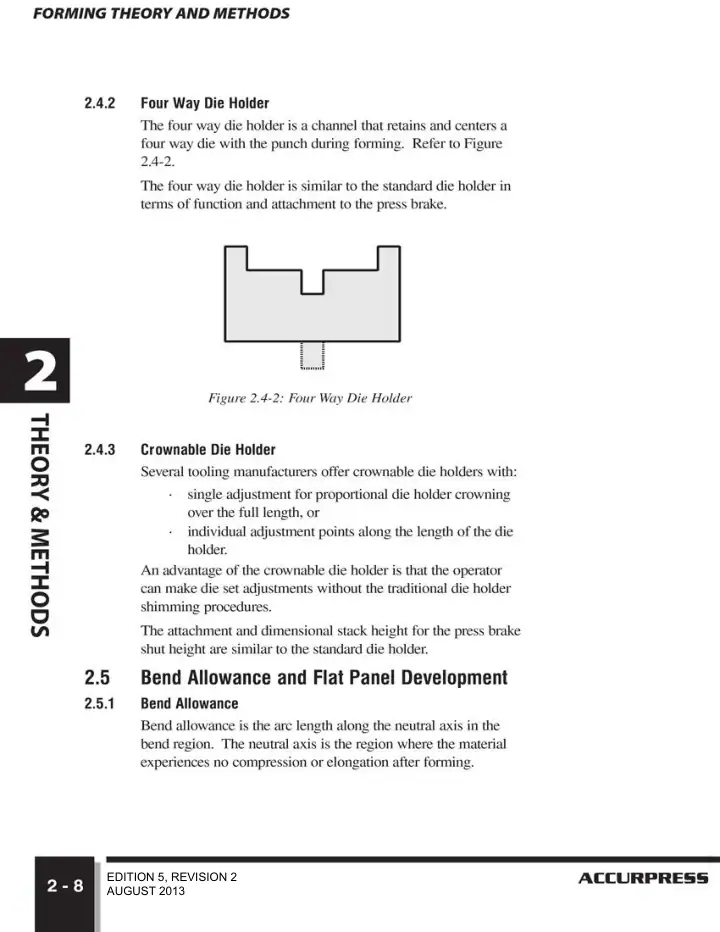 FORMING THEORY AND METHODS
2.4.2 Four Way Die Holder
The four way die holder is a channel that retains and centers a
four way die with the punch during forming. Refer to Figure
2.4-2.
The four way die holder is similar to the standard die holder in
terms of function and attachment to the press brake.
Figure 2.4-2: Four Way Die Holder
2
THEORY & METHODS
2.4.3 Crownable Die Holder
Several tooling manufacturers offer crownable die holders with:
· single adjustment for proportional die holder crowning
over the full length, or
· individual adjustment points along the length of the die
holder.
An advantage of the crownable die holder is that the operator
can make die set adjustments without the traditional die holder
shimming procedures.
The attachment and dimensional stack height for the press brake
shut height are similar to the standard die holder.
2.5 Bend Allowance and Flat Panel Development
2.5.1 Bend Allowance
Bend allowance is the arc length along the neutral axis in the
bend region. The neutral axis is the region where the material
experiences no compression or elongation after forming.
2 - 8
EDITION 5, REVISION 2
AUGUST 2013
ACCURPRESS